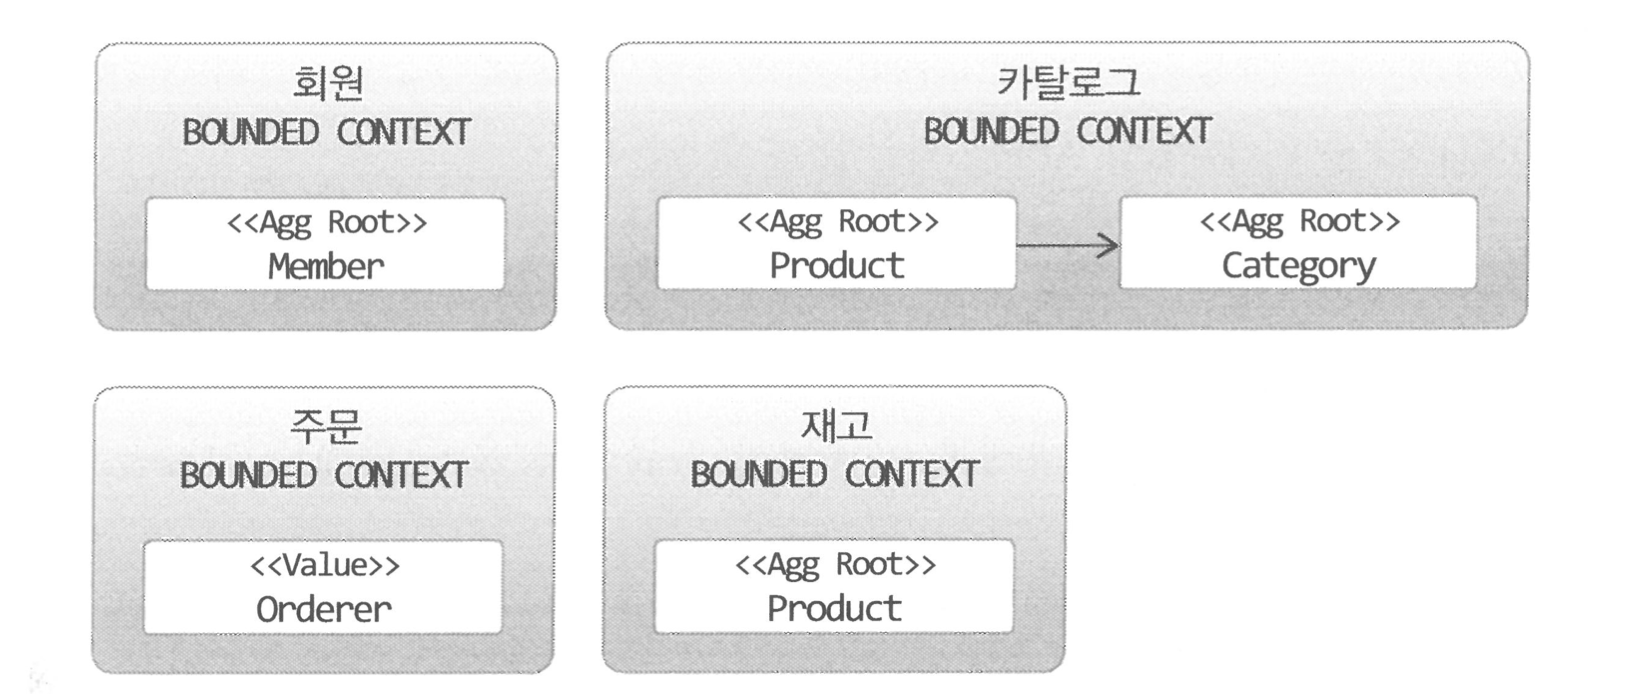 회원
BOUNDED CONTEXT
<<Agg Root>>
Member
카탈로그
BOUNDED CONTEXT
<<Agg Root>>
Product
<<Agg Root>>
Category
주문
BOUNDED CONTEXT
<<Value>>
Orderer
재고
BOUNDED CONTEXT
<<Agg Root>>
Product